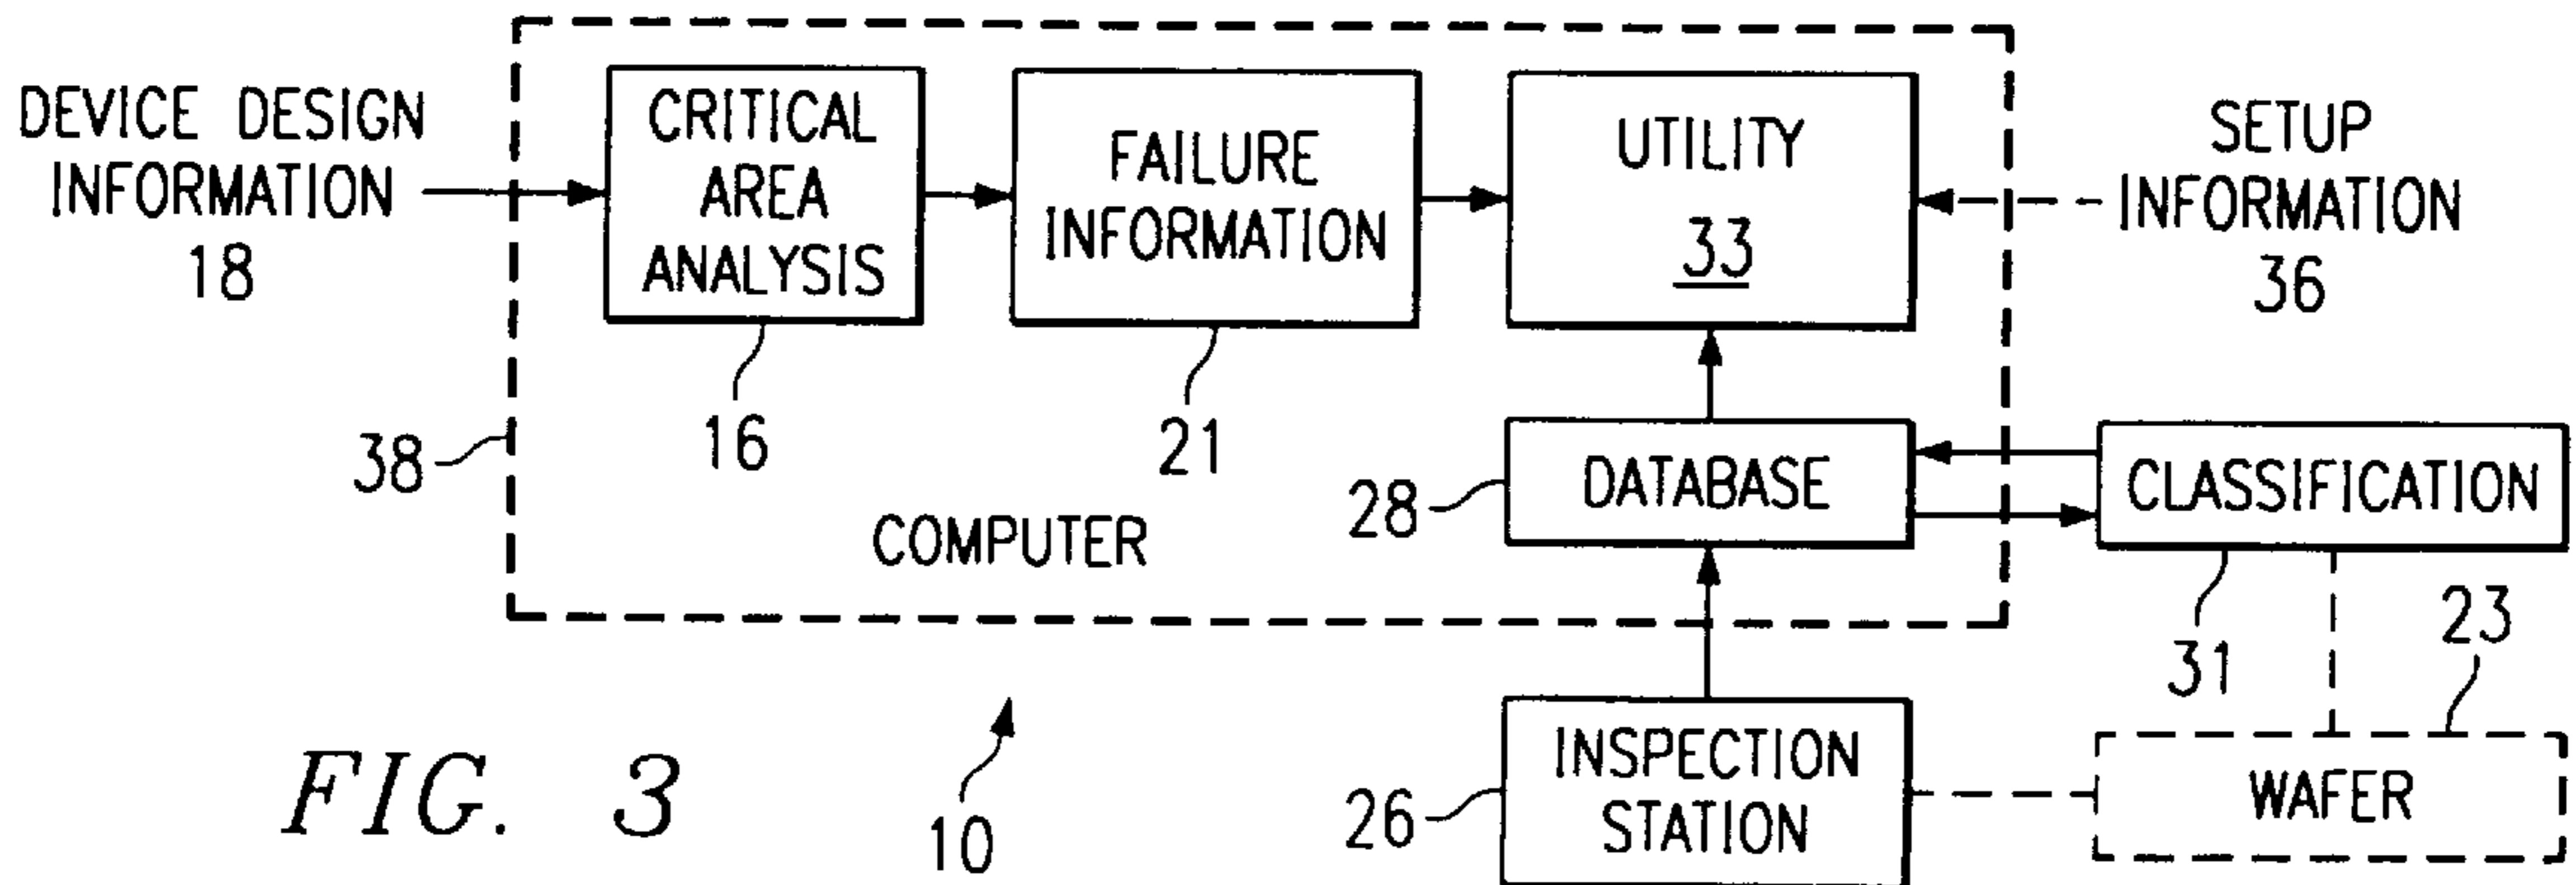 DEVICE DESIGN
INFORMATION
18
CRITICAL
AREA
ANALYSIS
16
FAILURE
INFORMATION
21
UTILITY
33
SETUP
INFORMATION
36
38
COMPUTER
28
DATABASE
CLASSIFICATION
31
23
FIG. 3
10
26
INSPECTION
STATION
WAFER